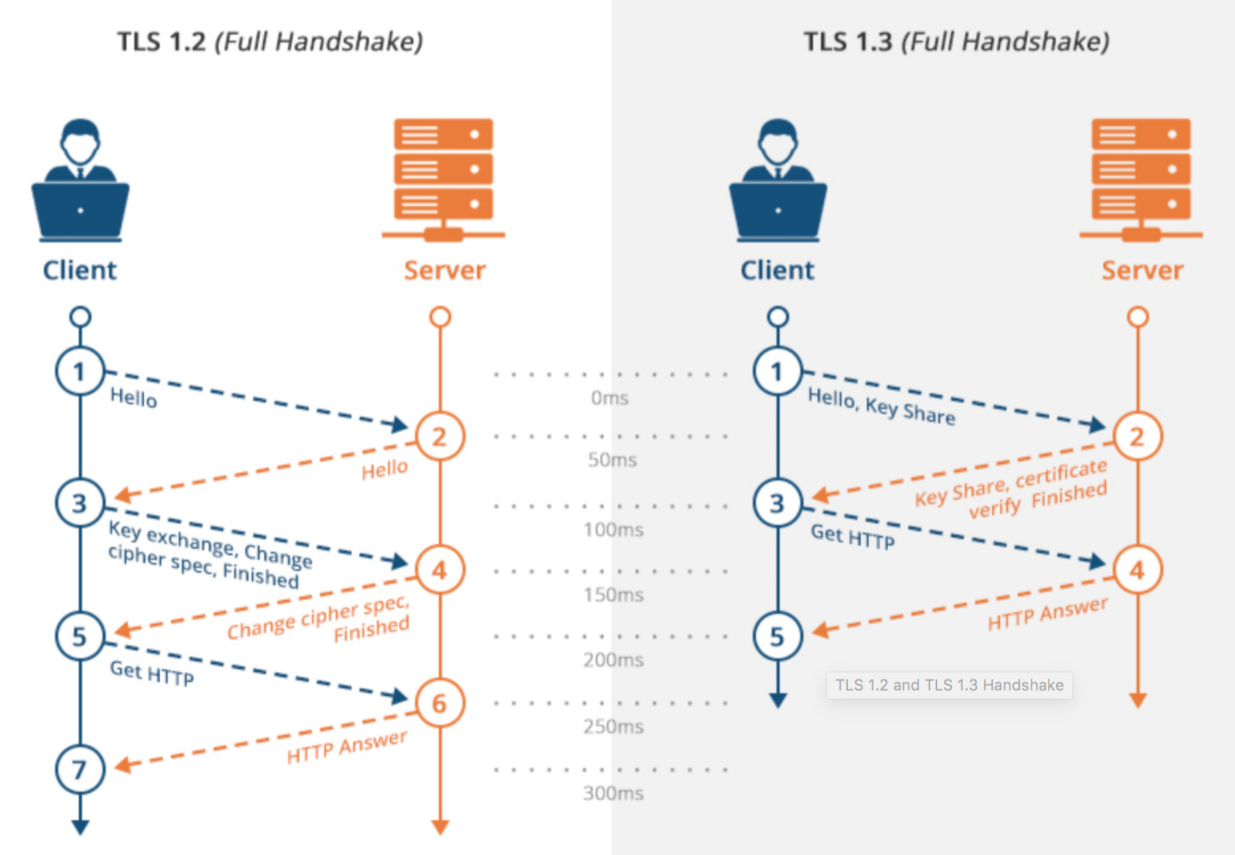 TLS 1.2 (Full Handshake)
Client
Server
1
Hello
2
Hello
3
Key exchange, Change
cipher spec, Finished
4
Change cipher spec,
Finished
5
Get HTTP
6
HTTP Answer
7
0ms
50ms
100ms
150ms
200ms
250ms
300ms
TLS 1.3 (Full Handshake)
Client
Server
1
Hello, Key Share
2
Key Share, certificate
verify Finished
3
Get HTTP
4
HTTP Answer
5
TLS 1.2 and TLS 1.3 Handshake